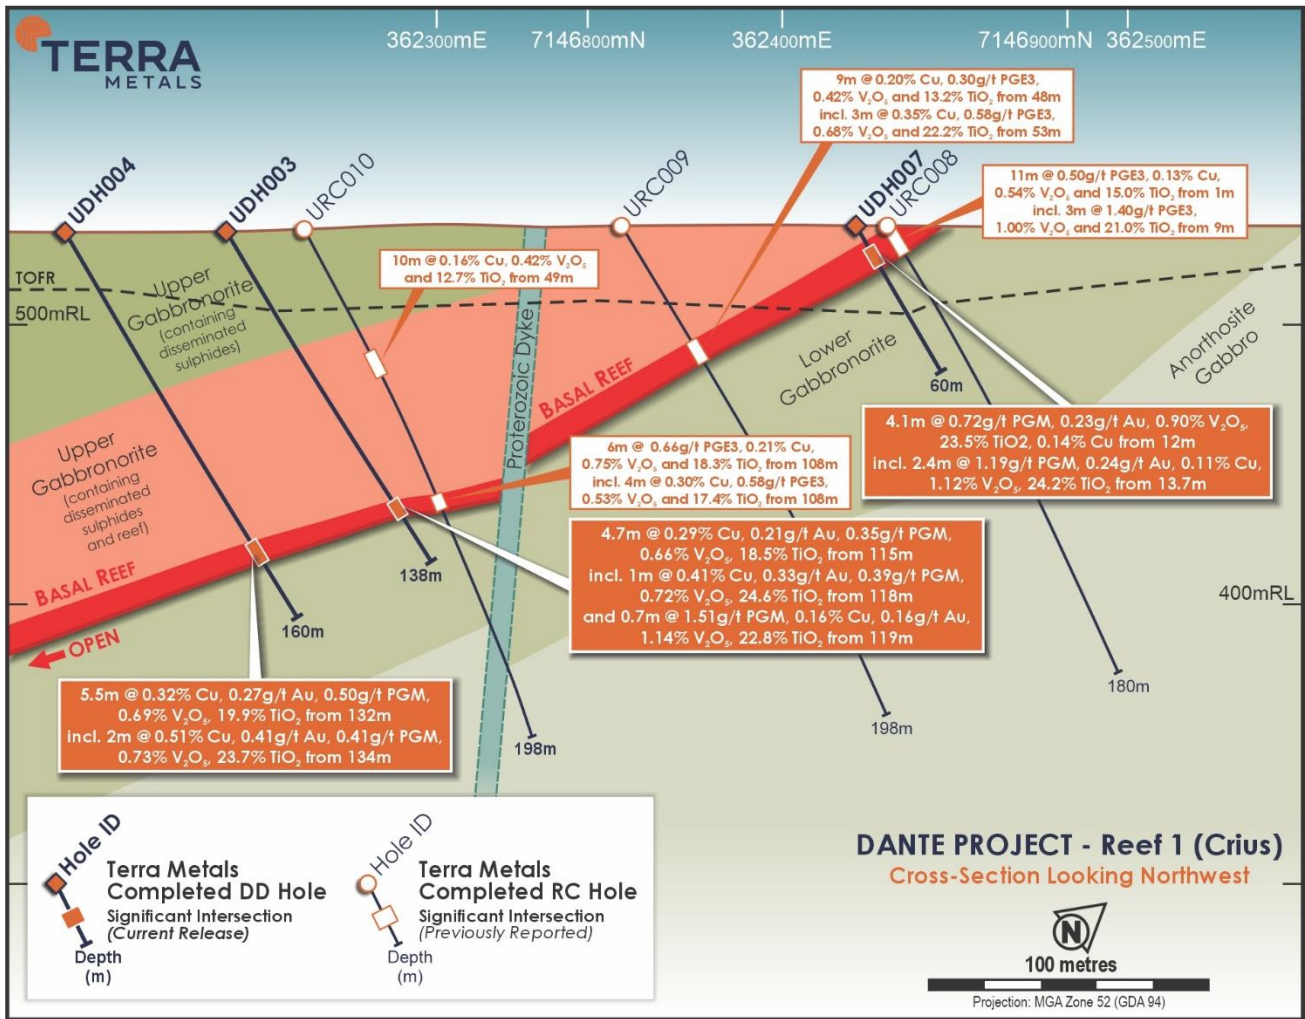 TERRA
METALS
362300mE
7146800mN
362400mE
7146900mN
362500mE
9m @ 0.20% Cu, 0.30g/t PGE3,
0.42% V₂O₅ and 13.2% TiO₂ from 48m
incl. 3m @ 0.35% Cu, 0.58g/t PGE3,
0.68% V₂O₅ and 22.2% TiO₂ from 53m
UDH004
UDH003
URC010
URC009
UDH007
URC008
11m @ 0.50g/t PGE3, 0.13% Cu,
0.54% V₂O₅ and 15.0% TiO₂ from 1m
incl. 3m @ 1.40g/t PGE3,
1.00% V₂O₅ and 21.0% TiO₂ from 9m
10m @ 0.16% Cu, 0.42% V₂O₅
and 12.7% TiO₂ from 49m
TOFR
500mRL
Upper
Gabbronorite
(containing
disseminated
sulphides)
Proterozoic Dyke
BASAL REEF
Lower
Gabbronorite
Anorthosite
Gabbro
60m
4.1m @ 0.72g/t PGM, 0.23g/t Au, 0.90% V₂O₅,
23.5% TiO2, 0.14% Cu from 12m
incl. 2.4m @ 1.19g/t PGM, 0.24g/t Au, 0.11% Cu,
1.12% V₂O₅, 24.2% TiO₂ from 13.7m
Upper
Gabbronorite
(containing
disseminated
sulphides
and reef)
6m @ 0.66g/t PGE3, 0.21% Cu,
0.75% V₂O₅ and 18.3% TiO₂ from 108m
incl. 4m @ 0.30% Cu, 0.58g/t PGE3,
0.53% V₂O₅ and 17.4% TiO₂ from 108m
4.7m @ 0.29% Cu, 0.21g/t Au, 0.35g/t PGM,
0.66% V₂O₅, 18.5% TiO₂ from 115m
incl. 1m @ 0.41% Cu, 0.33g/t Au, 0.39g/t PGM,
0.72% V₂O₅, 24.6% TiO₂ from 118m
and 0.7m @ 1.51g/t PGM, 0.16% Cu, 0.16g/t Au,
1.14% V₂O₅, 22.8% TiO₂ from 119m
BASAL REEF
OPEN
138m
160m
400mRL
180m
198m
198m
5.5m @ 0.32% Cu, 0.27g/t Au, 0.50g/t PGM,
0.69% V₂O₅, 19.9% TiO₂ from 132m
incl. 2m @ 0.51% Cu, 0.41g/t Au, 0.41g/t PGM,
0.73% V₂O₅, 23.7% TiO₂ from 134m
Hole ID
Terra Metals
Completed DD Hole
Significant Intersection
(Current Release)
Depth
(m)
Hole ID
Terra Metals
Completed RC Hole
Significant Intersection
(Previously Reported)
Depth
(m)
DANTE PROJECT - Reef 1 (Crius)
Cross-Section Looking Northwest
N
100 metres
Projection: MGA Zone 52 (GDA 94)